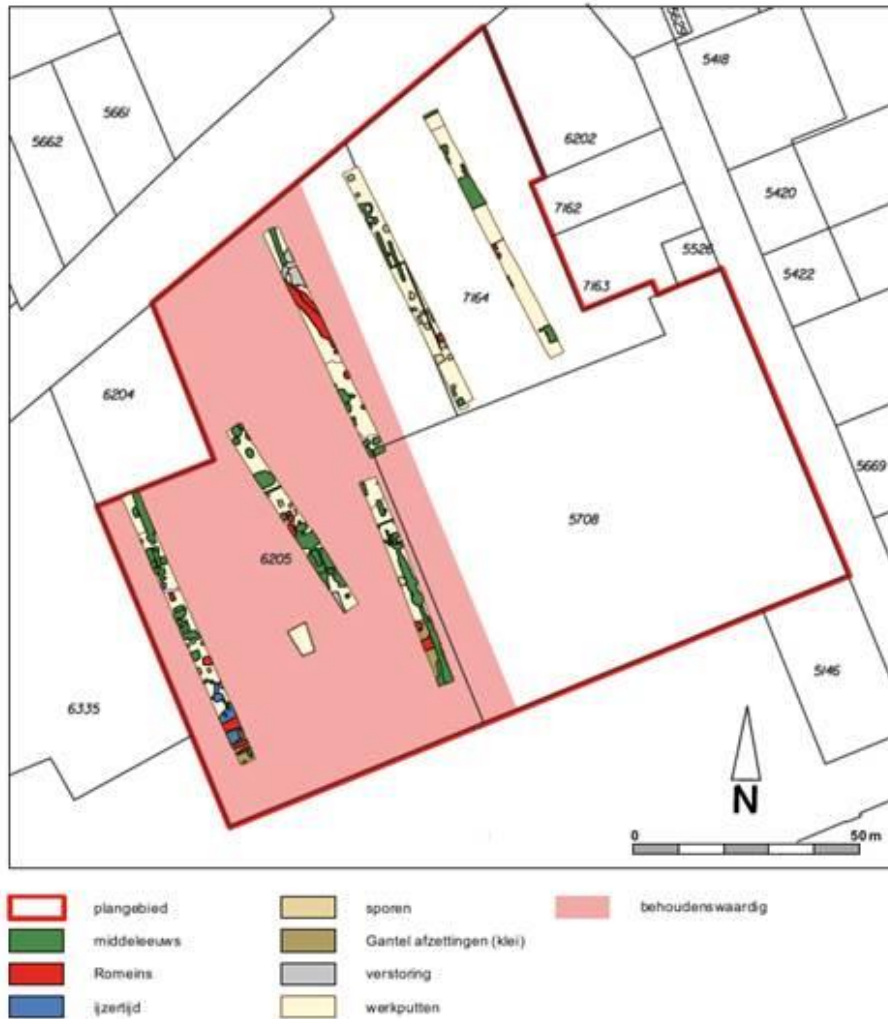 5629
5418
5661
5662
6202
5420
7162
5526
5422
7163
7164
6204
5669
5708
6205
5146
6335
N
0 50 m
plangebied
middeleeuws
Romeins
ijzertijd
sporen
Gantel afzettingen (klei)
verstoring
werkputten
behoudenswaardig